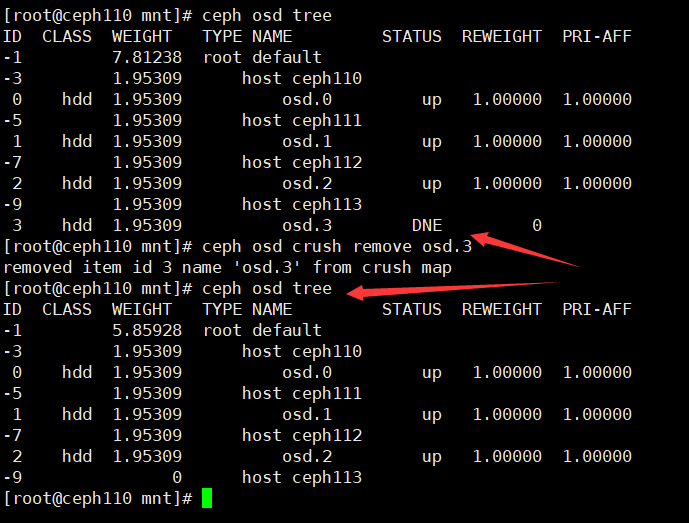 [root@ceph110 mnt]# ceph osd tree
ID  CLASS  WEIGHT   TYPE NAME         STATUS  REWEIGHT  PRI-AFF
-1         7.81238  root default
-3         1.95309      host ceph110
 0    hdd  1.95309          osd.0         up   1.00000  1.00000
-5         1.95309      host ceph111
 1    hdd  1.95309          osd.1         up   1.00000  1.00000
-7         1.95309      host ceph112
 2    hdd  1.95309          osd.2         up   1.00000  1.00000
-9         1.95309      host ceph113
 3    hdd  1.95309          osd.3        DNE         0
[root@ceph110 mnt]# ceph osd crush remove osd.3
removed item id 3 name 'osd.3' from crush map
[root@ceph110 mnt]# ceph osd tree
ID  CLASS  WEIGHT   TYPE NAME         STATUS  REWEIGHT  PRI-AFF
-1         5.85928  root default
-3         1.95309      host ceph110
 0    hdd  1.95309          osd.0         up   1.00000  1.00000
-5         1.95309      host ceph111
 1    hdd  1.95309          osd.1         up   1.00000  1.00000
-7         1.95309      host ceph112
 2    hdd  1.95309          osd.2         up   1.00000  1.00000
-9               0      host ceph113
[root@ceph110 mnt]#